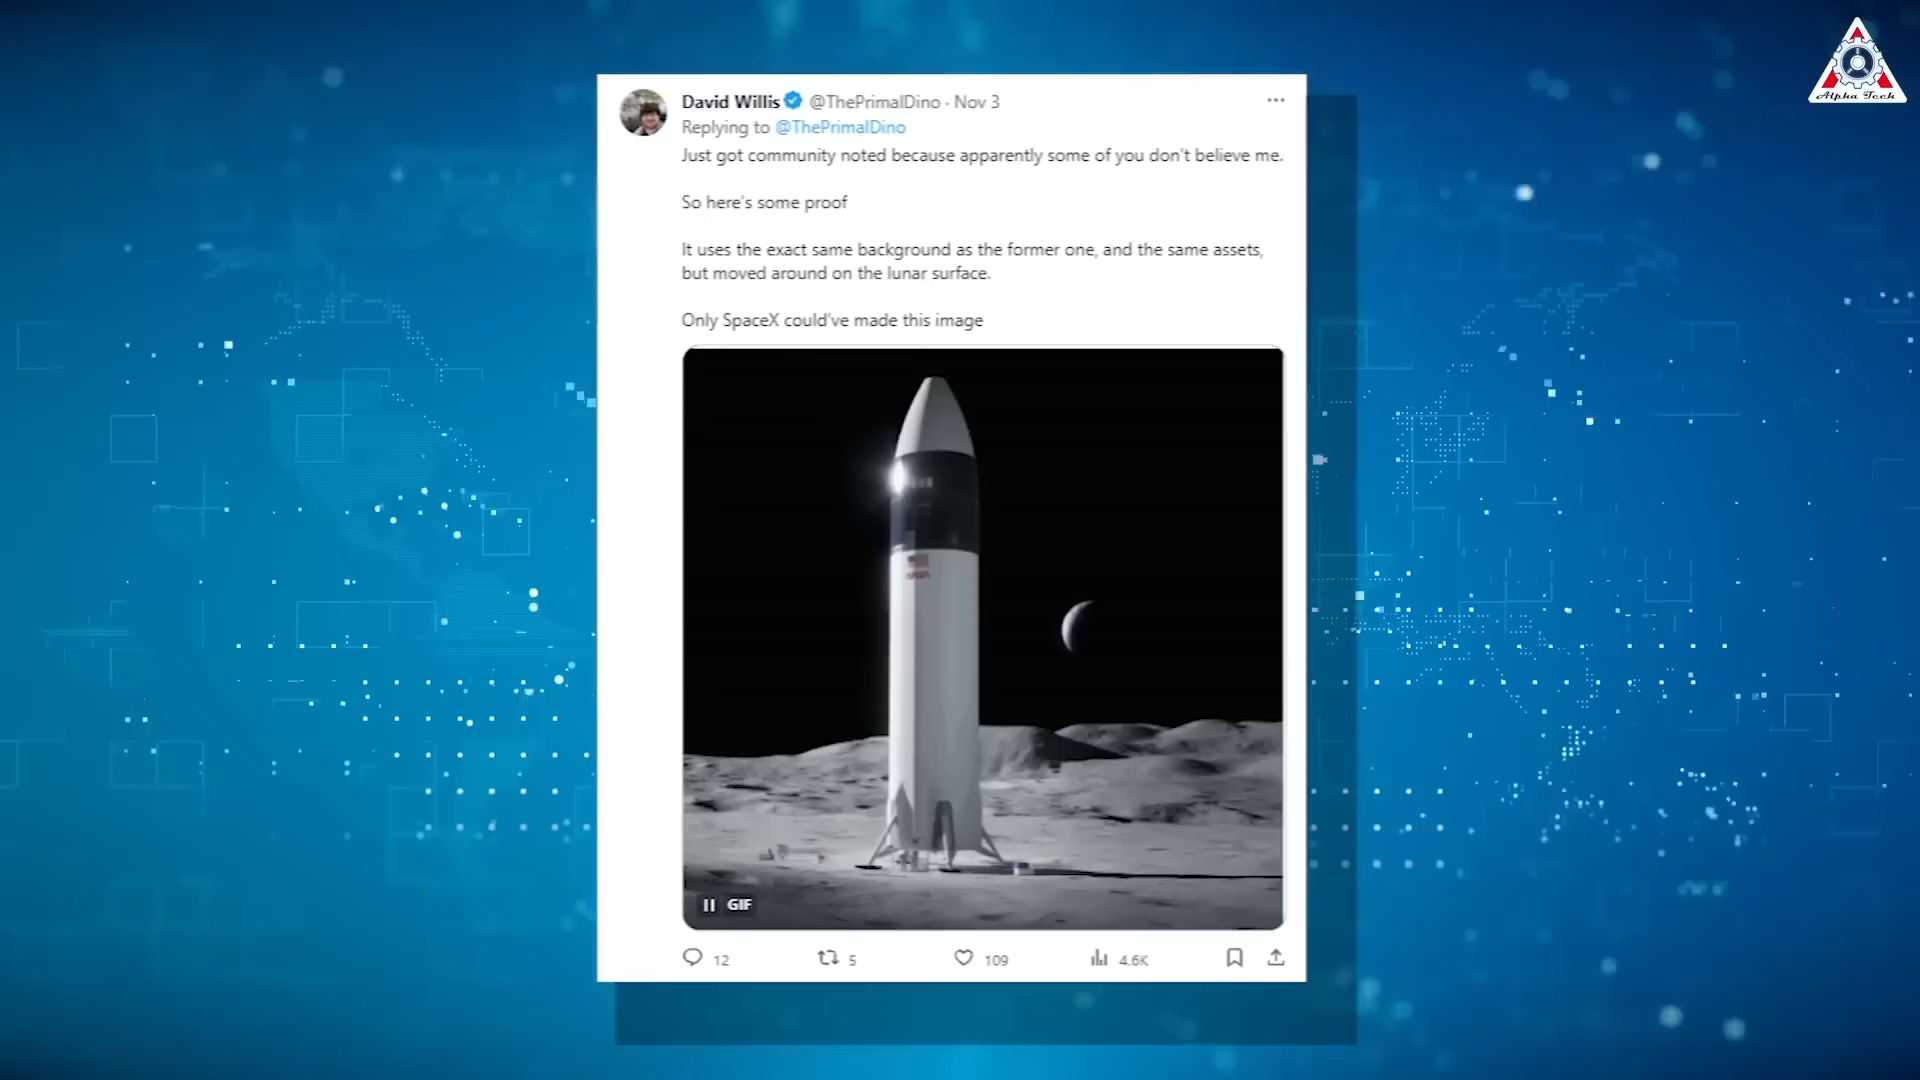 David Willis @ThePrimalDino · Nov 3
Replying to @ThePrimalDino
Just got community noted because apparently some of you don't believe me.
So here's some proof
It uses the exact same background as the former one, and the same assets,
but moved around on the lunar surface.
Only SpaceX could've made this image
NASA
GIF
12 5 109 4.6K
Alpha Tech